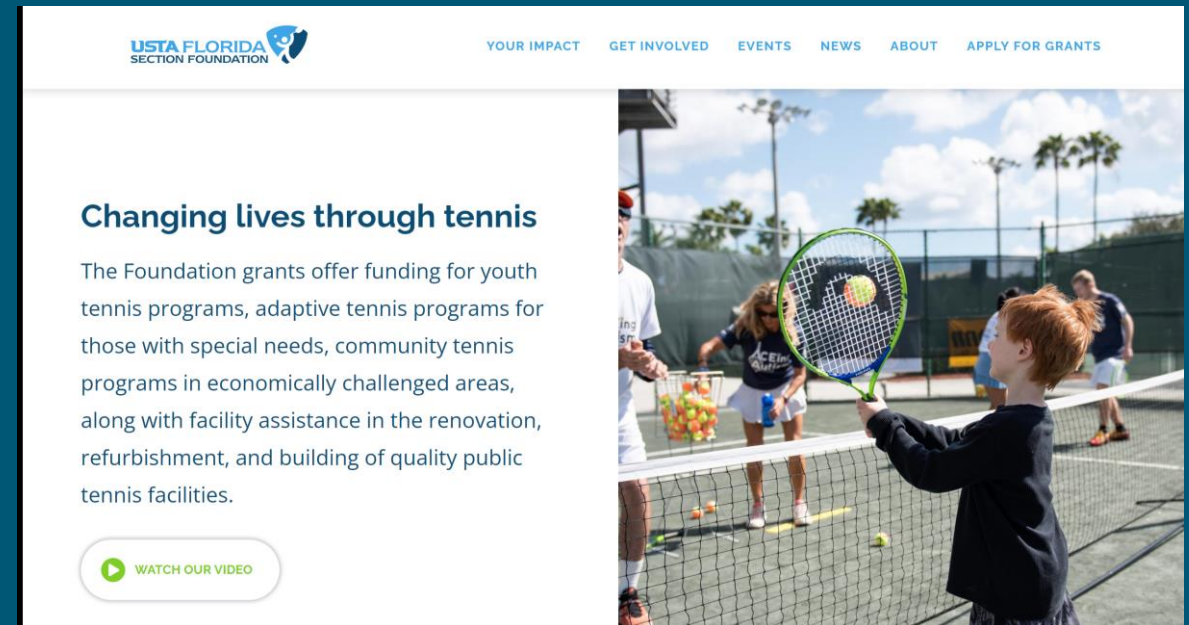 USTA FLORIDA
SECTION FOUNDATION
YOUR IMPACT GET INVOLVED EVENTS NEWS ABOUT APPLY FOR GRANTS
Changing lives through tennis
The Foundation grants offer funding for youth
tennis programs, adaptive tennis programs for
those with special needs, community tennis
programs in economically challenged areas,
along with facility assistance in the renovation,
refurbishment, and building of quality public
tennis facilities.
WATCH OUR VIDEO
ACEing
Autism